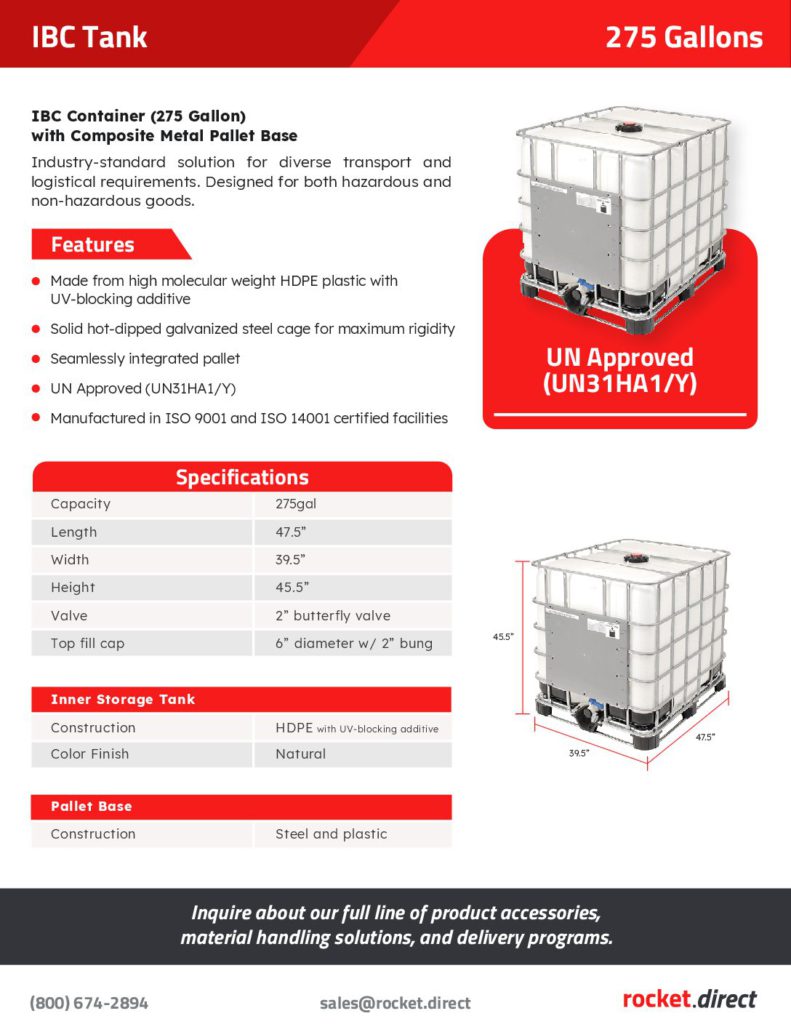 IBC Tank
275 Gallons
IBC Container (275 Gallon)
with Composite Metal Pallet Base
Industry-standard solution for diverse transport and
logistical requirements. Designed for both hazardous and
non-hazardous goods.
Features
Made from high molecular weight HDPE plastic with
UV-blocking additive
Solid hot-dipped galvanized steel cage for maximum rigidity
Seamlessly integrated pallet
UN Approved (UN31HA1/Y)
Manufactured in ISO 9001 and ISO 14001 certified facilities
UN Approved
(UN31HA1/Y)
Specifications
Capacity 275gal
Length 47.5”
Width 39.5”
Height 45.5”
Valve 2” butterfly valve
Top fill cap 6” diameter w/ 2” bung
Inner Storage Tank
Construction HDPE with UV-blocking additive
Color Finish Natural
Pallet Base
Construction Steel and plastic
45.5”
39.5”
47.5”
Inquire about our full line of product accessories,
material handling solutions, and delivery programs.
(800) 674-2894
sales@rocket.direct
rocket.direct